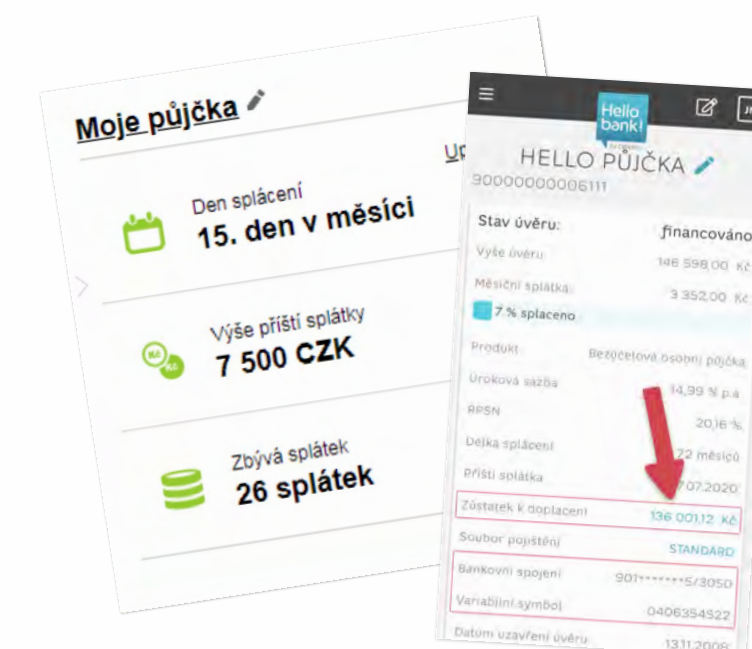 Moje půjčka
Den splácení
15. den v měsíci
Výše příští splátky
7 500 CZK
Kč
Kč
Zbývá splátek
26 splátek
Hello
bank!
HELLO PŮJČKA
90000000006111
Stav úvěru: financováno
Výše úvěru 146 598,00 Kč
Měsíční splátka 3 352,00 Kč
7 % splaceno
Produkt Bezúčelová osobní půjčka
Úroková sazba 14,99 % p.a
RPSN 20,16 %
Délka splácení 72 měsíců
Příští splátka 07.2020
Zůstatek k doplacení 136 001,12 Kč
Soubor pojištění STANDARD
Bankovní spojení 901*******5/3050
Variabilní symbol 0406354522
Datum uzavření úvěru 13.11.2008